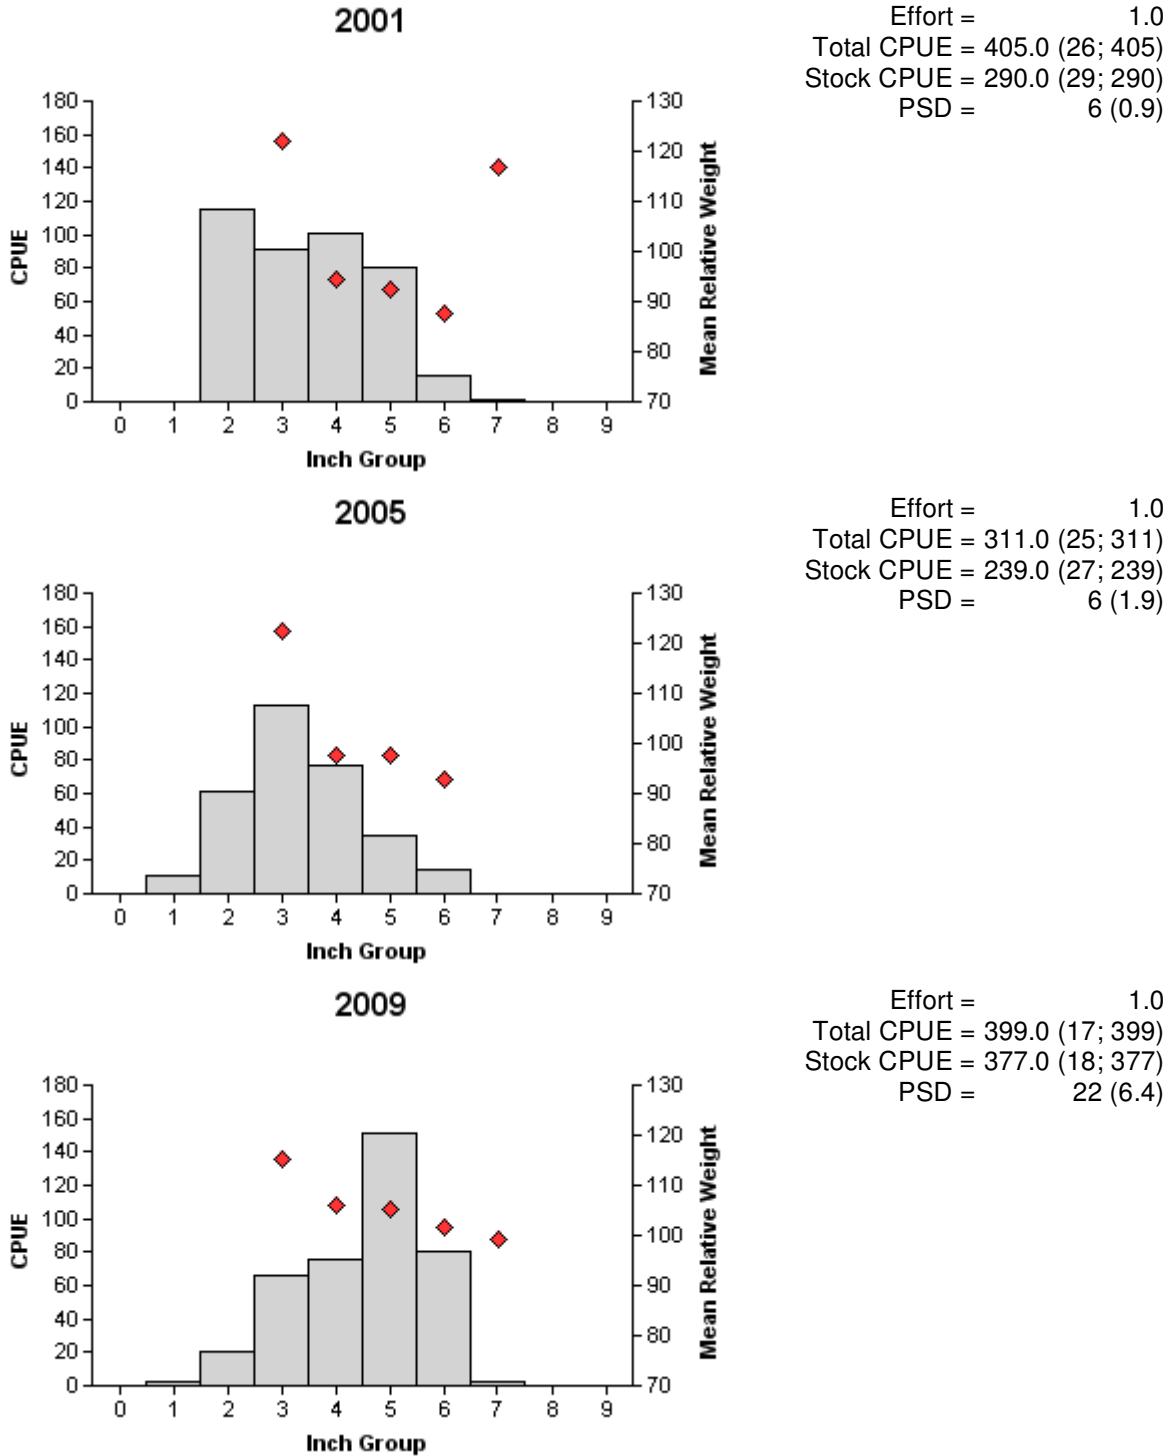 2001
Effort = 1.0
Total CPUE = 405.0 (26; 405)
Stock CPUE = 290.0 (29; 290)
PSD = 6 (0.9)
180
160
140
120
100
80
60
40
20
0
CPUE
130
120
110
100
90
80
70
Mean Relative Weight
0 1 2 3 4 5 6 7 8 9
Inch Group
2005
Effort = 1.0
Total CPUE = 311.0 (25; 311)
Stock CPUE = 239.0 (27; 239)
PSD = 6 (1.9)
180
160
140
120
100
80
60
40
20
0
CPUE
130
120
110
100
90
80
70
Mean Relative Weight
0 1 2 3 4 5 6 7 8 9
Inch Group
2009
Effort = 1.0
Total CPUE = 399.0 (17; 399)
Stock CPUE = 377.0 (18; 377)
PSD = 22 (6.4)
180
160
140
120
100
80
60
40
20
0
CPUE
130
120
110
100
90
80
70
Mean Relative Weight
0 1 2 3 4 5 6 7 8 9
Inch Group